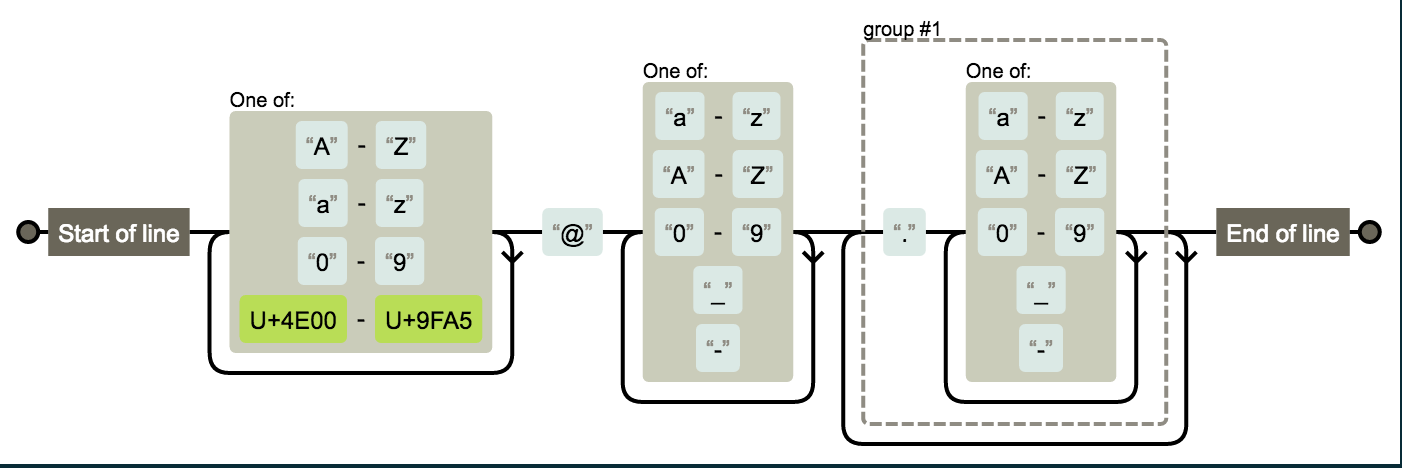 group #1
One of:
One of:
One of:
“a” - “z”
“a” - “z”
“A” - “Z”
“A” - “Z”
“A” - “Z”
“a” - “z”
Start of line
“@”
“0” - “9”
“.”
“0” - “9”
End of line
“0” - “9”
“_”
“_”
U+4E00 - U+9FA5
“-”
“-”